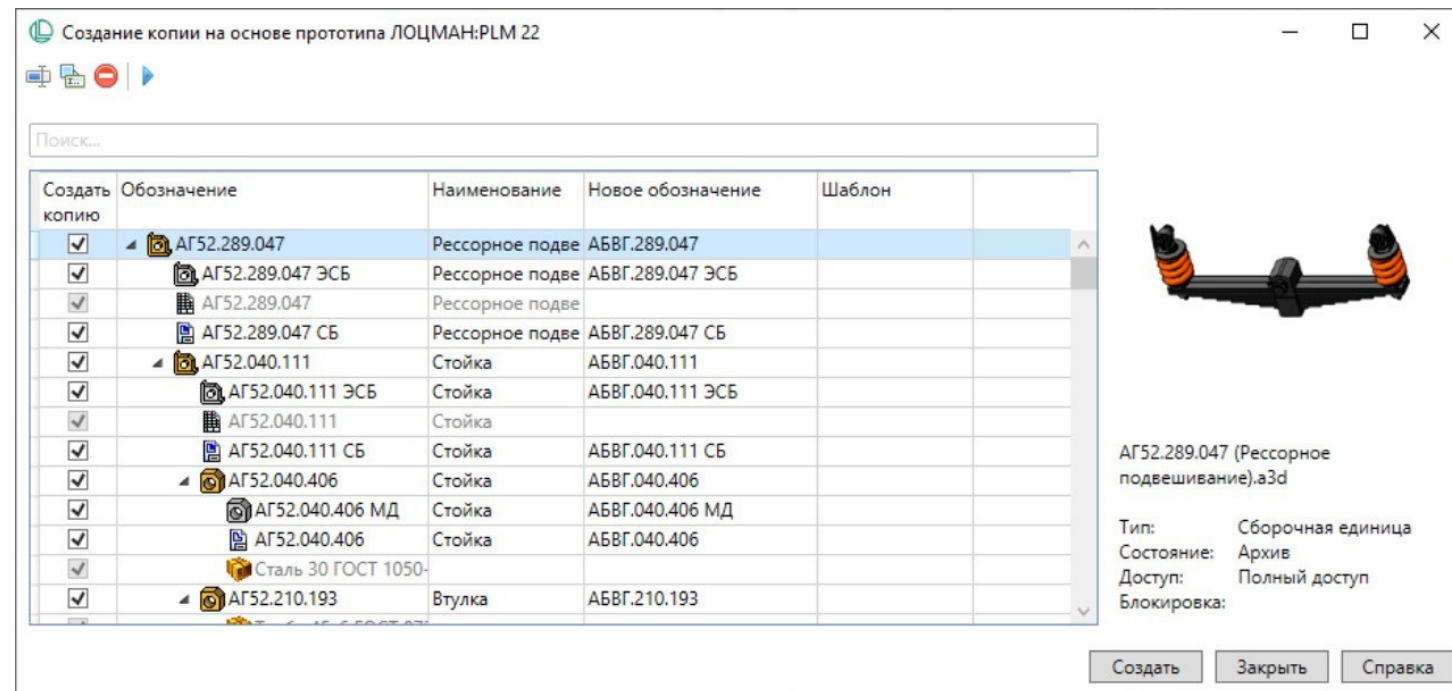 Создание копии на основе прототипа ЛОЦМАН:PLM 22
Поиск...
Создать копию Обозначение Наименование Новое обозначение Шаблон
АГ52.289.047 Рессорное подве АБВГ.289.047
АГ52.289.047 ЭСБ Рессорное подве АБВГ.289.047 ЭСБ
АГ52.289.047 Рессорное подве
АГ52.289.047 СБ Рессорное подве АБВГ.289.047 СБ
АГ52.040.111 Стойка АБВГ.040.111
АГ52.040.111 ЭСБ Стойка АБВГ.040.111 ЭСБ
АГ52.040.111 Стойка
АГ52.040.111 СБ Стойка АБВГ.040.111 СБ
АГ52.040.406 Стойка АБВГ.040.406
АГ52.040.406 МД Стойка АБВГ.040.406 МД
АГ52.040.406 Стойка АБВГ.040.406
Сталь 30 ГОСТ 1050-
АГ52.210.193 Втулка АБВГ.210.193
АГ52.289.047 (Рессорное
подвешивание).a3d
Тип: Сборочная единица
Состояние: Архив
Доступ: Полный доступ
Блокировка:
Создать Закрыть Справка